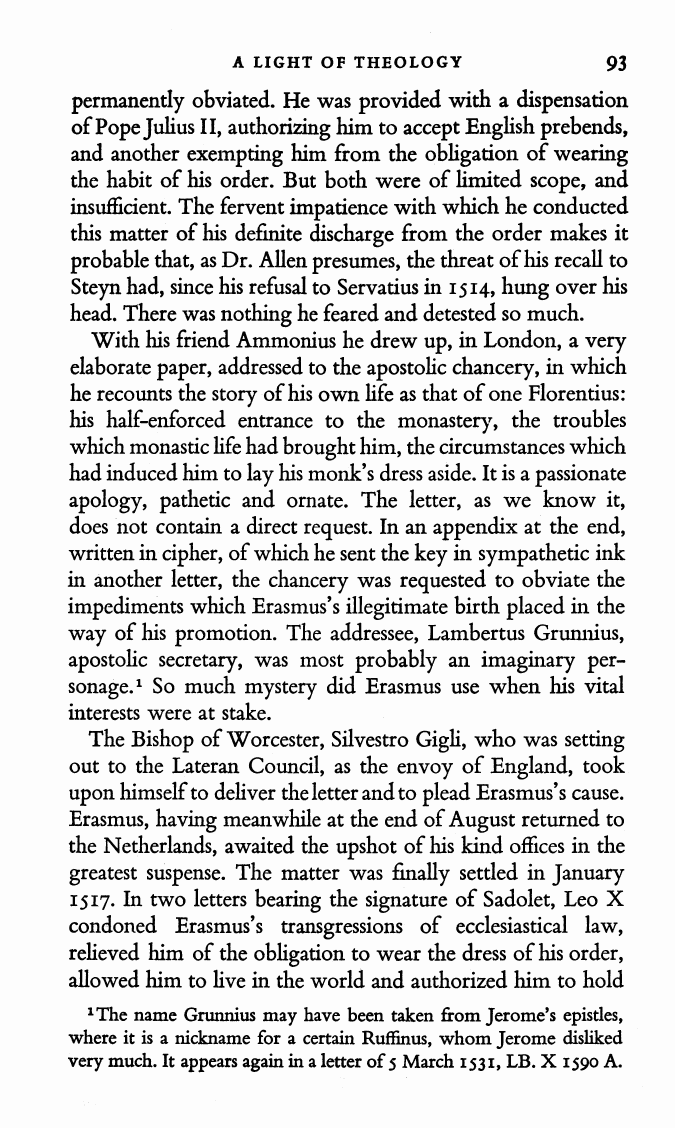 A LIGHT OF THEOLOGY 93
permanently obviated. He was provided with a dispensation
of Pope Julius II, authorizing him to accept English prebends,
and another exempting him from the obligation of wearing
the habit of his order. But both were of limited scope, and
insufficient. The fervent impatience with which he conducted
this matter of his definite discharge from the order makes it
probable that, as Dr. Allen presumes, the threat of his recall to
Steyn had, since his refusal to Servatius in 1514, hung over his
head. There was nothing he feared and detested so much.
With his friend Ammonius he drew up, in London, a very
elaborate paper, addressed to the apostolic chancery, in which
he recounts the story of his own life as that of one Florentius:
his half-enforced entrance to the monastery, the troubles
which monastic life had brought him, the circumstances which
had induced him to lay his monk's dress aside. It is a passionate
apology, pathetic and ornate. The letter, as we know it,
does not contain a direct request. In an appendix at the end,
written in cipher, of which he sent the key in sympathetic ink
in another letter, the chancery was requested to obviate the
impediments which Erasmus's illegitimate birth placed in the
way of his promotion. The addressee, Lambertus Grunnius,
apostolic secretary, was most probably an imaginary per-
sonage.¹ So much mystery did Erasmus use when his vital
interests were at stake.
The Bishop of Worcester, Silvestro Gigli, who was setting
out to the Lateran Council, as the envoy of England, took
upon himself to deliver the letter and to plead Erasmus's cause.
Erasmus, having meanwhile at the end of August returned to
the Netherlands, awaited the upshot of his kind offices in the
greatest suspense. The matter was finally settled in January
1517. In two letters bearing the signature of Sadolet, Leo X
condoned Erasmus's transgressions of ecclesiastical law,
relieved him of the obligation to wear the dress of his order,
allowed him to live in the world and authorized him to hold
¹The name Grunnius may have been taken from Jerome's epistles,
where it is a nickname for a certain Ruffinus, whom Jerome disliked
very much. It appears again in a letter of 5 March 1531, LB. X 1590 A.